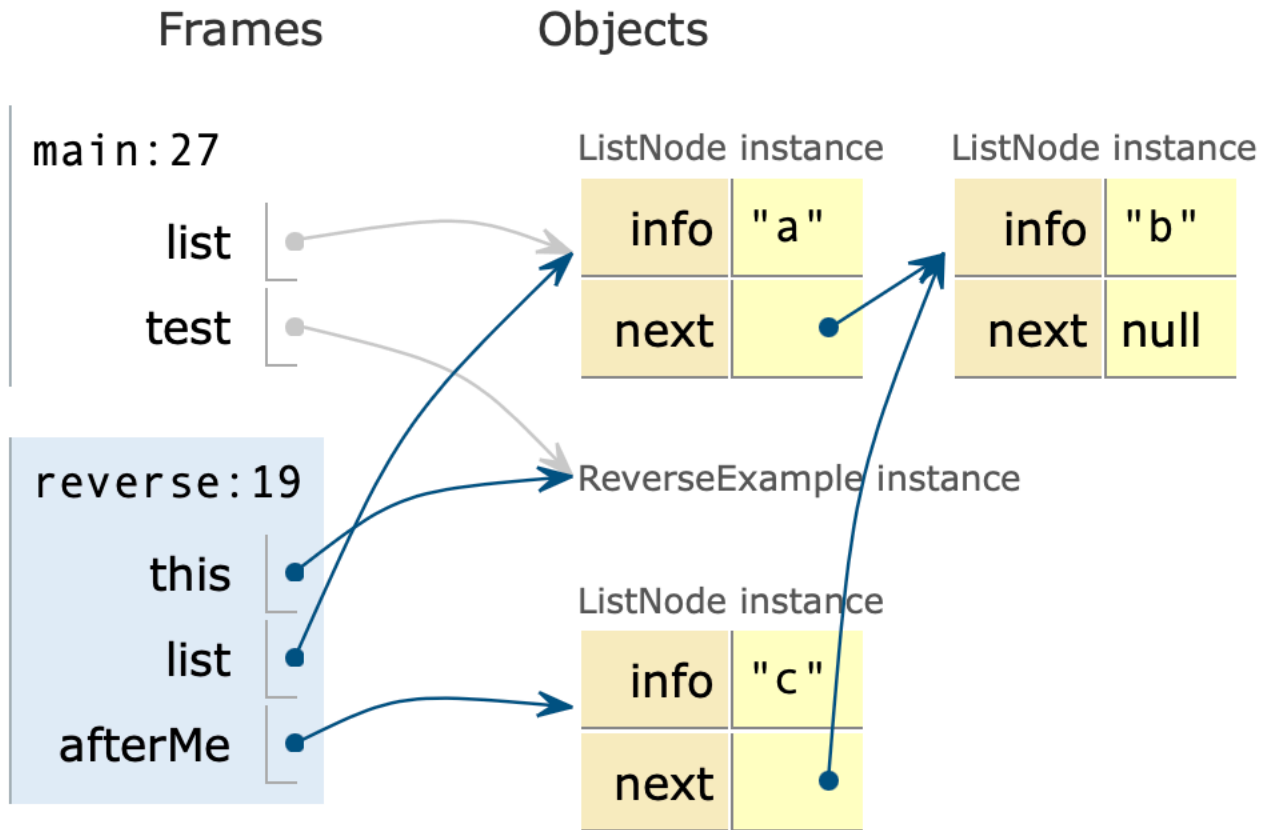 Frames Objects
main:27
list
test
ListNode instance ListNode instance
info "a" info "b"
next next null
reverse:19
this
list
afterMe
ReverseExample instance
ListNode instance
info "c"
next